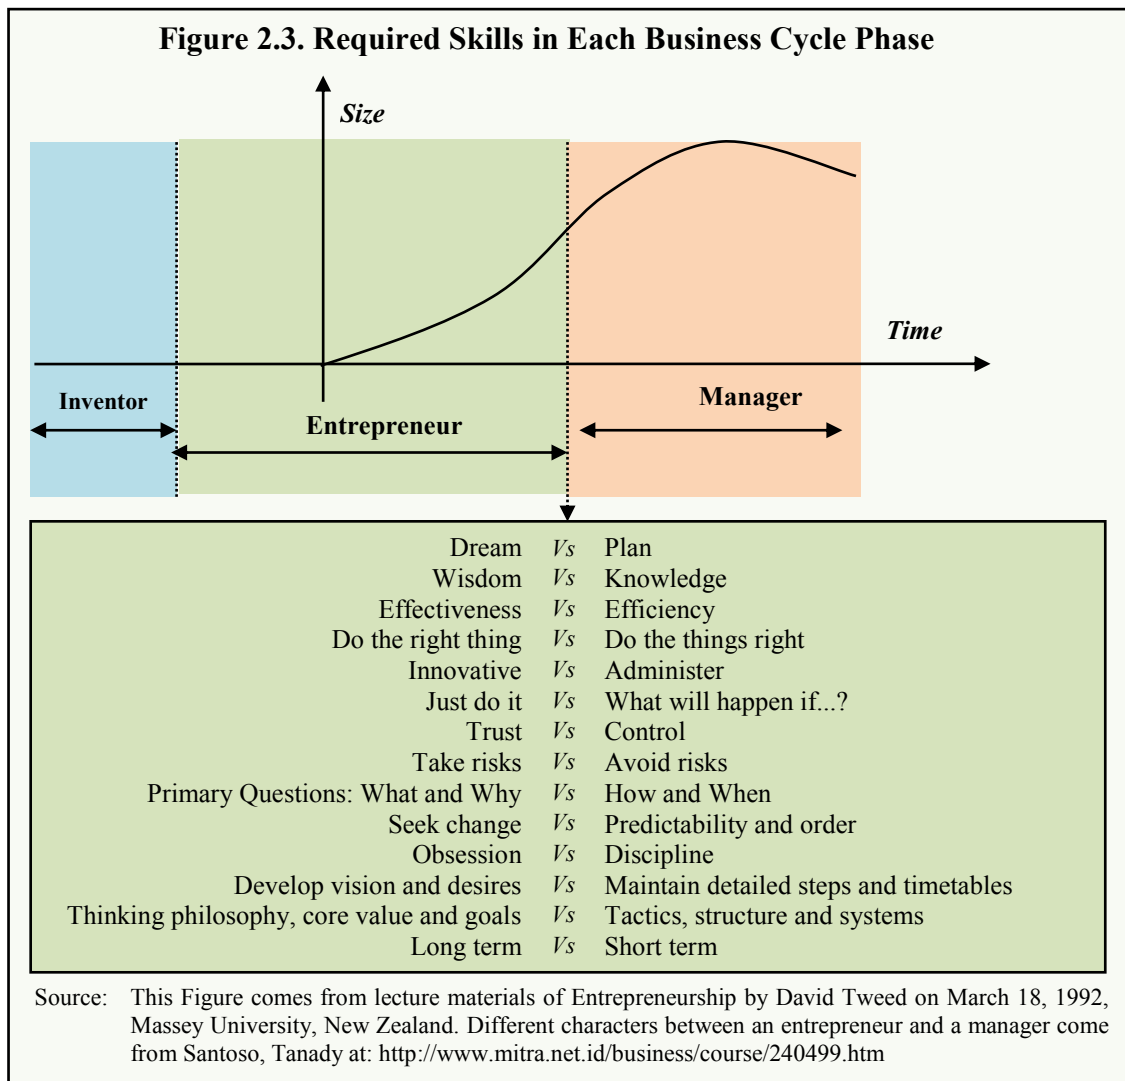 Figure 2.3. Required Skills in Each Business Cycle Phase
Size
Time
Inventor
Entrepreneur
Manager
Dream Vs Plan
Wisdom Vs Knowledge
Effectiveness Vs Efficiency
Do the right thing Vs Do the things right
Innovative Vs Administer
Just do it Vs What will happen if...?
Trust Vs Control
Take risks Vs Avoid risks
Primary Questions: What and Why Vs How and When
Seek change Vs Predictability and order
Obsession Vs Discipline
Develop vision and desires Vs Maintain detailed steps and timetables
Thinking philosophy, core value and goals Vs Tactics, structure and systems
Long term Vs Short term
Source: This Figure comes from lecture materials of Entrepreneurship by David Tweed on March 18, 1992,
Massey University, New Zealand. Different characters between an entrepreneur and a manager come
from Santoso, Tanady at: http://www.mitra.net.id/business/course/240499.htm